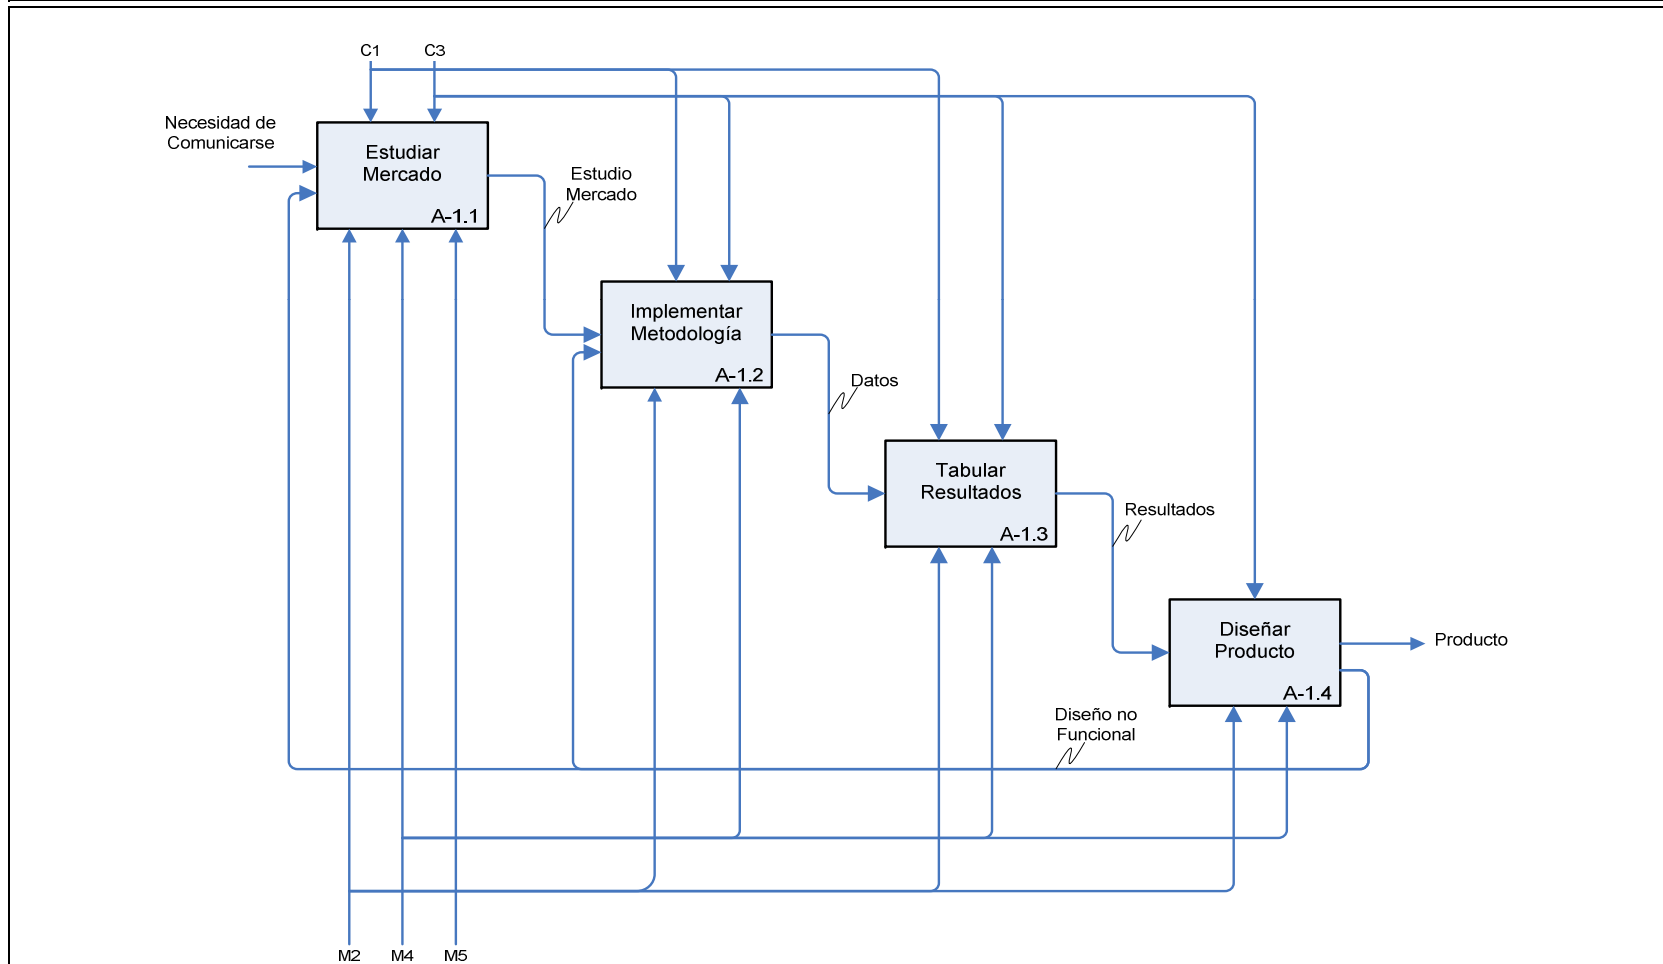 C1
C3
Necesidad de
Comunicarse
Estudiar
Mercado
A-1.1
Estudio
Mercado
Implementar
Metodología
A-1.2
Datos
Tabular
Resultados
A-1.3
Resultados
Diseñar
Producto
A-1.4
Producto
Diseño no
Funcional
M2
M4
M5